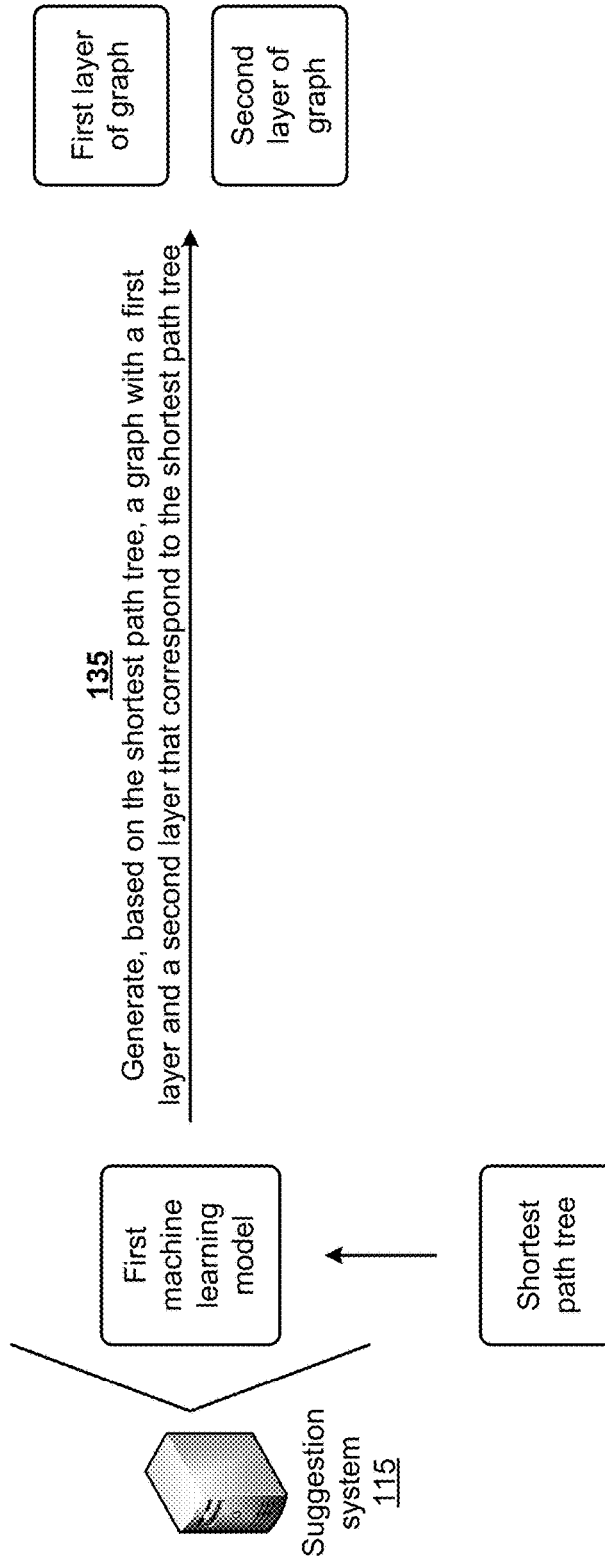 135
Generate, based on the shortest path tree, a graph with a first
layer and a second layer that correspond to the shortest path tree
First layer
of graph
Second
layer of
graph
First
machine
learning
model
Shortest
path tree
Suggestion
system
115